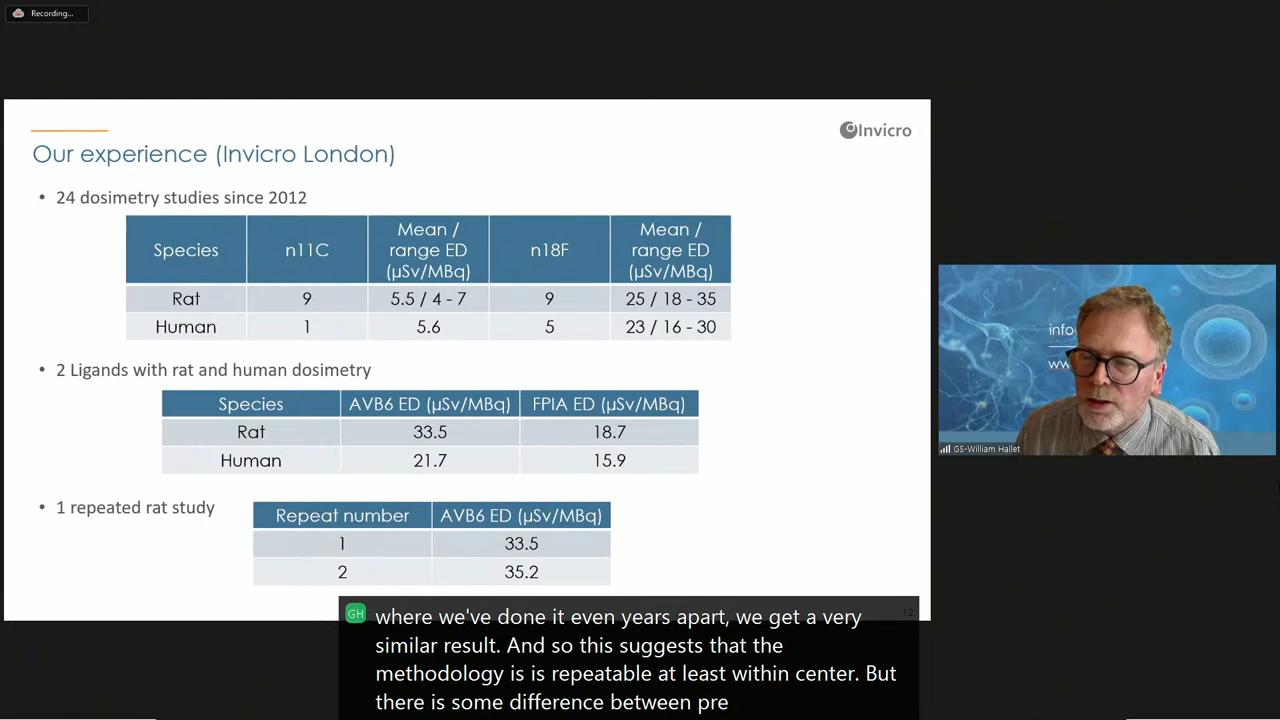 Recording...
Invicro
Our experience (Invicro London)
• 24 dosimetry studies since 2012
Species n11C Mean / range ED (µSv/MBq) n18F Mean / range ED (µSv/MBq)
Rat 9 5.5 / 4 - 7 9 25 / 18 - 35
Human 1 5.6 5 23 / 16 - 30
• 2 Ligands with rat and human dosimetry
Species AVB6 ED (µSv/MBq) FPIA ED (µSv/MBq)
Rat 33.5 18.7
Human 21.7 15.9
• 1 repeated rat study
Repeat number AVB6 ED (µSv/MBq)
1 33.5
2 35.2
12
info
ww
GS-William Hallet
GH
where we've done it even years apart, we get a very
similar result. And so this suggests that the
methodology is is repeatable at least within center. But
there is some difference between pre